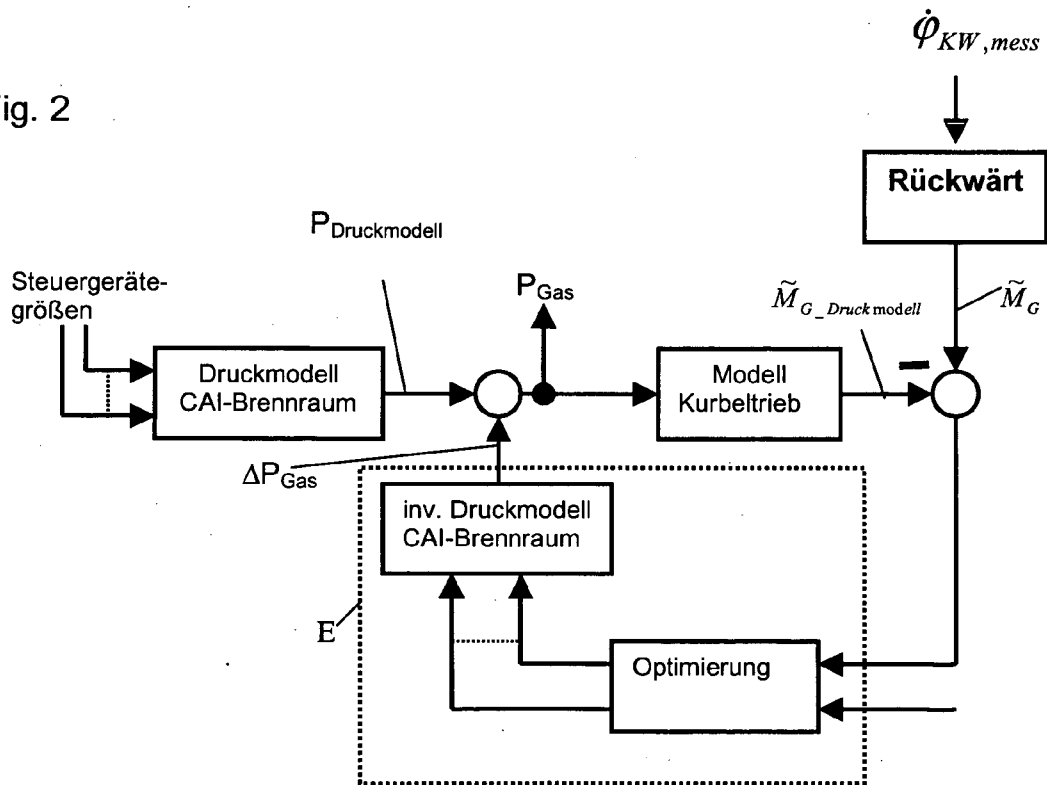 φ̇KW,mess
ig. 2
Rückwärt
PDruckmodell
Steuergeräte-
größen
PGas
M̃G_Druckmodell
M̃G
Druckmodell
CAI-Brennraum
Modell
Kurbeltrieb
ΔPGas
inv. Druckmodell
CAI-Brennraum
E
Optimierung